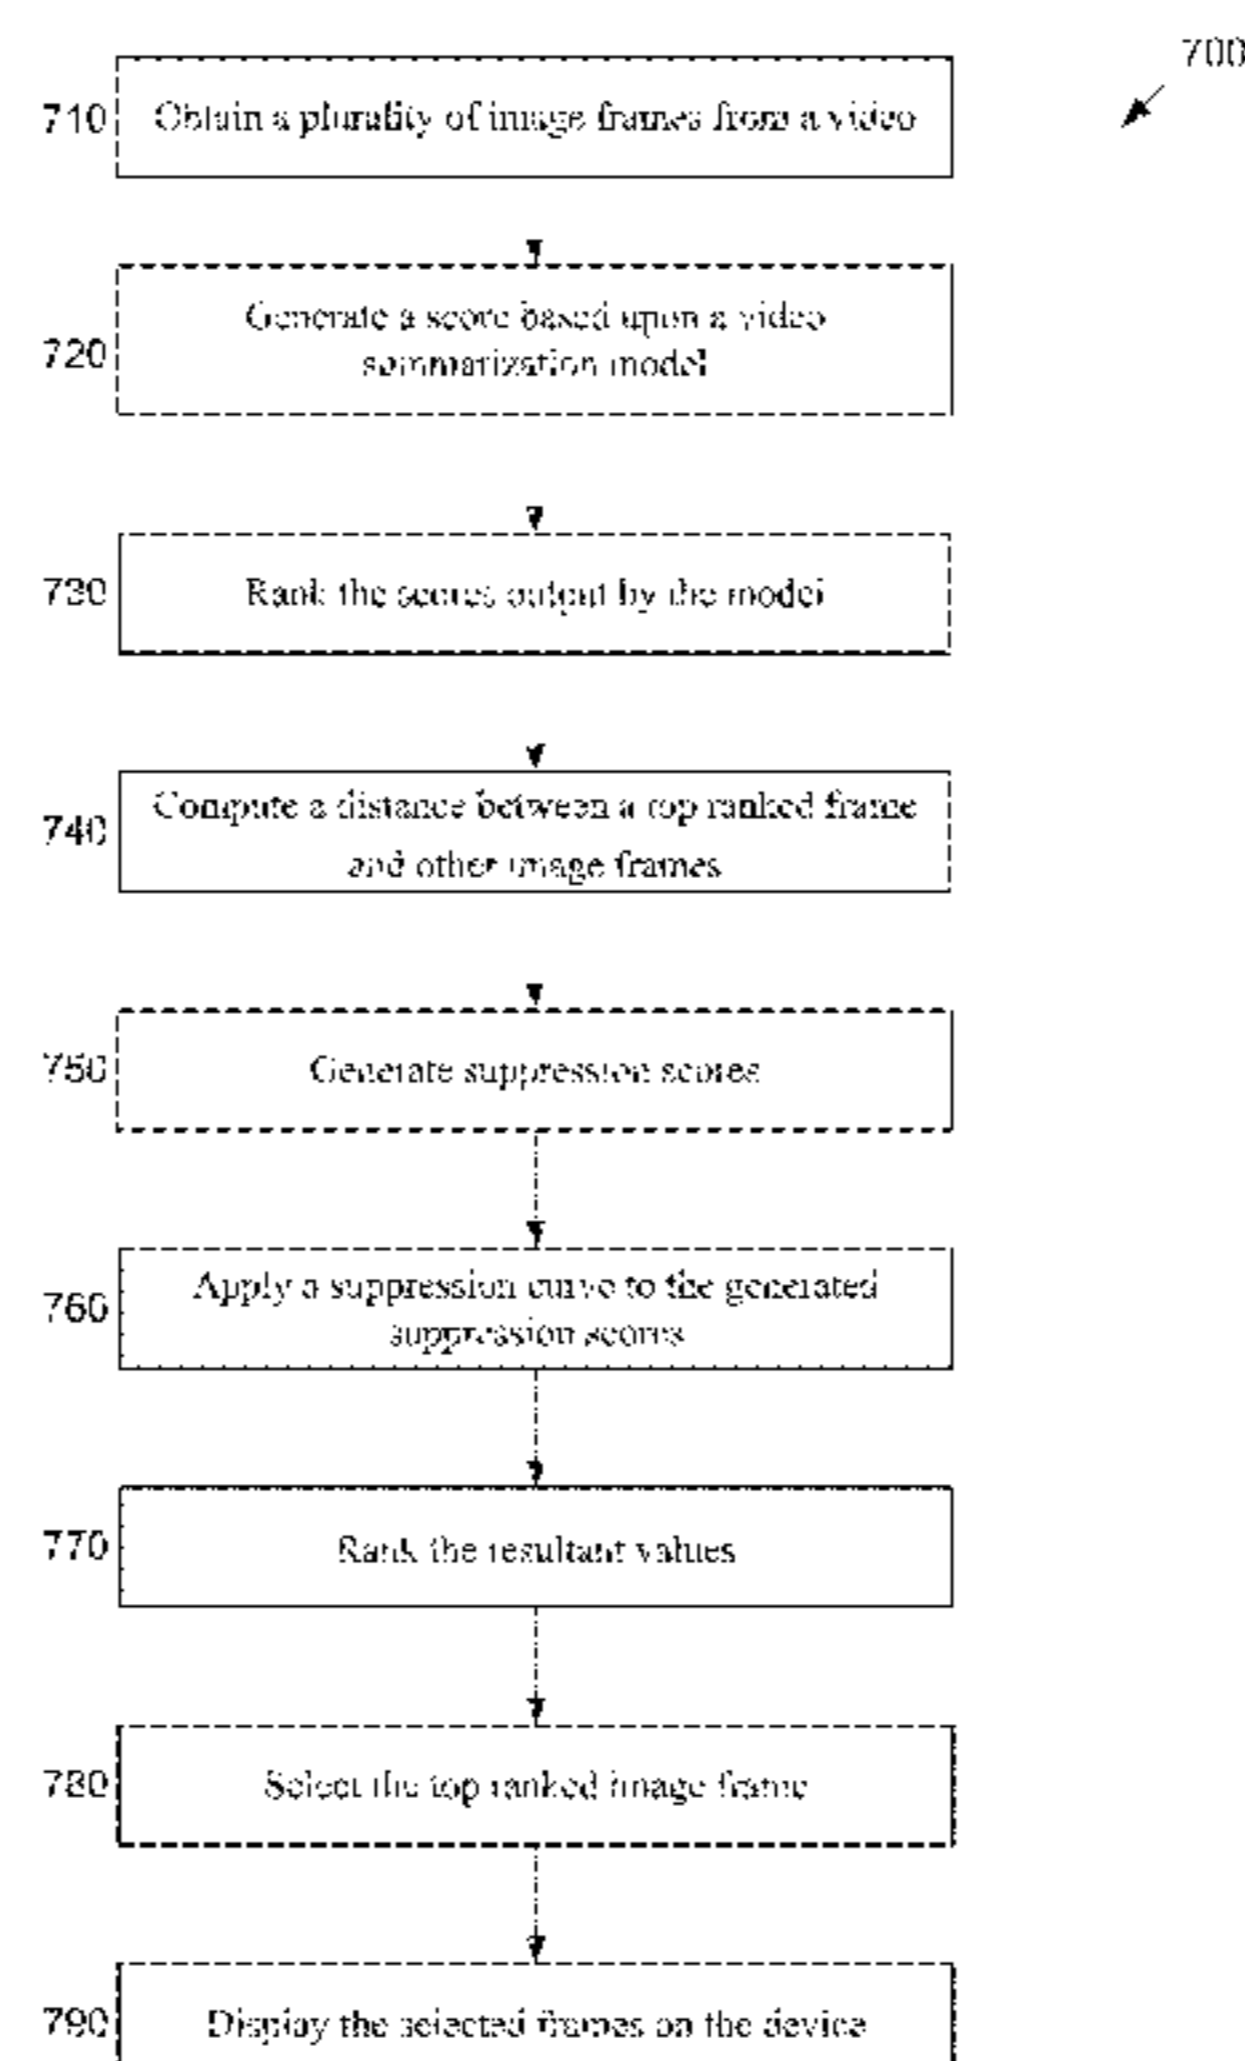 700
710 Obtain a plurality of image frames from a video
720 Generate a score based upon a video
summarization model
730 Rank the scores output by the model
740 Compute a distance between a top ranked frame
and other image frames
750 Generate suppression scores
760 Apply a suppression curve to the generated
suppression scores
770 Rank the resultant values
780 Select the top ranked image frame
790 Display the selected frames on the device